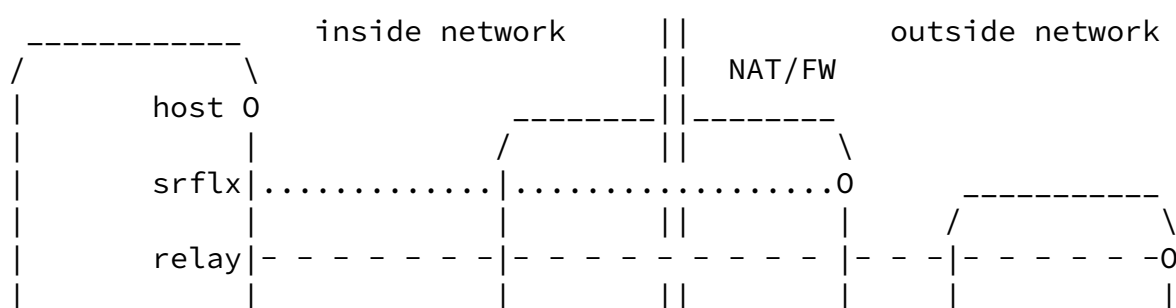 inside network outside network
NAT/FW
host
srflx
relay